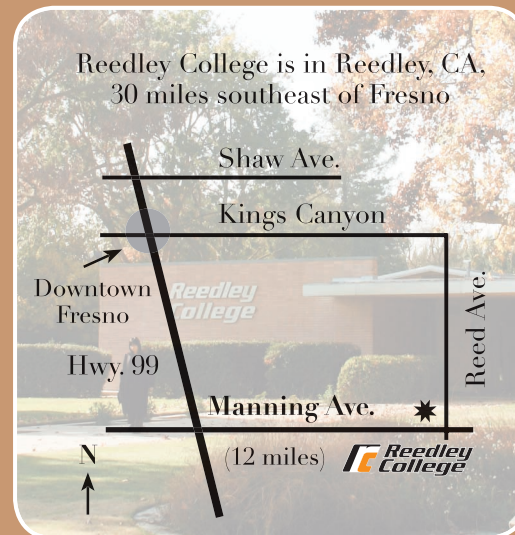 Reedley College is in Reedley, CA,
30 miles southeast of Fresno
Shaw Ave.
Kings Canyon
Downtown
Fresno
Reedley
College
Hwy. 99
Reed Ave.
Manning Ave.
N
(12 miles)
Reedley
College